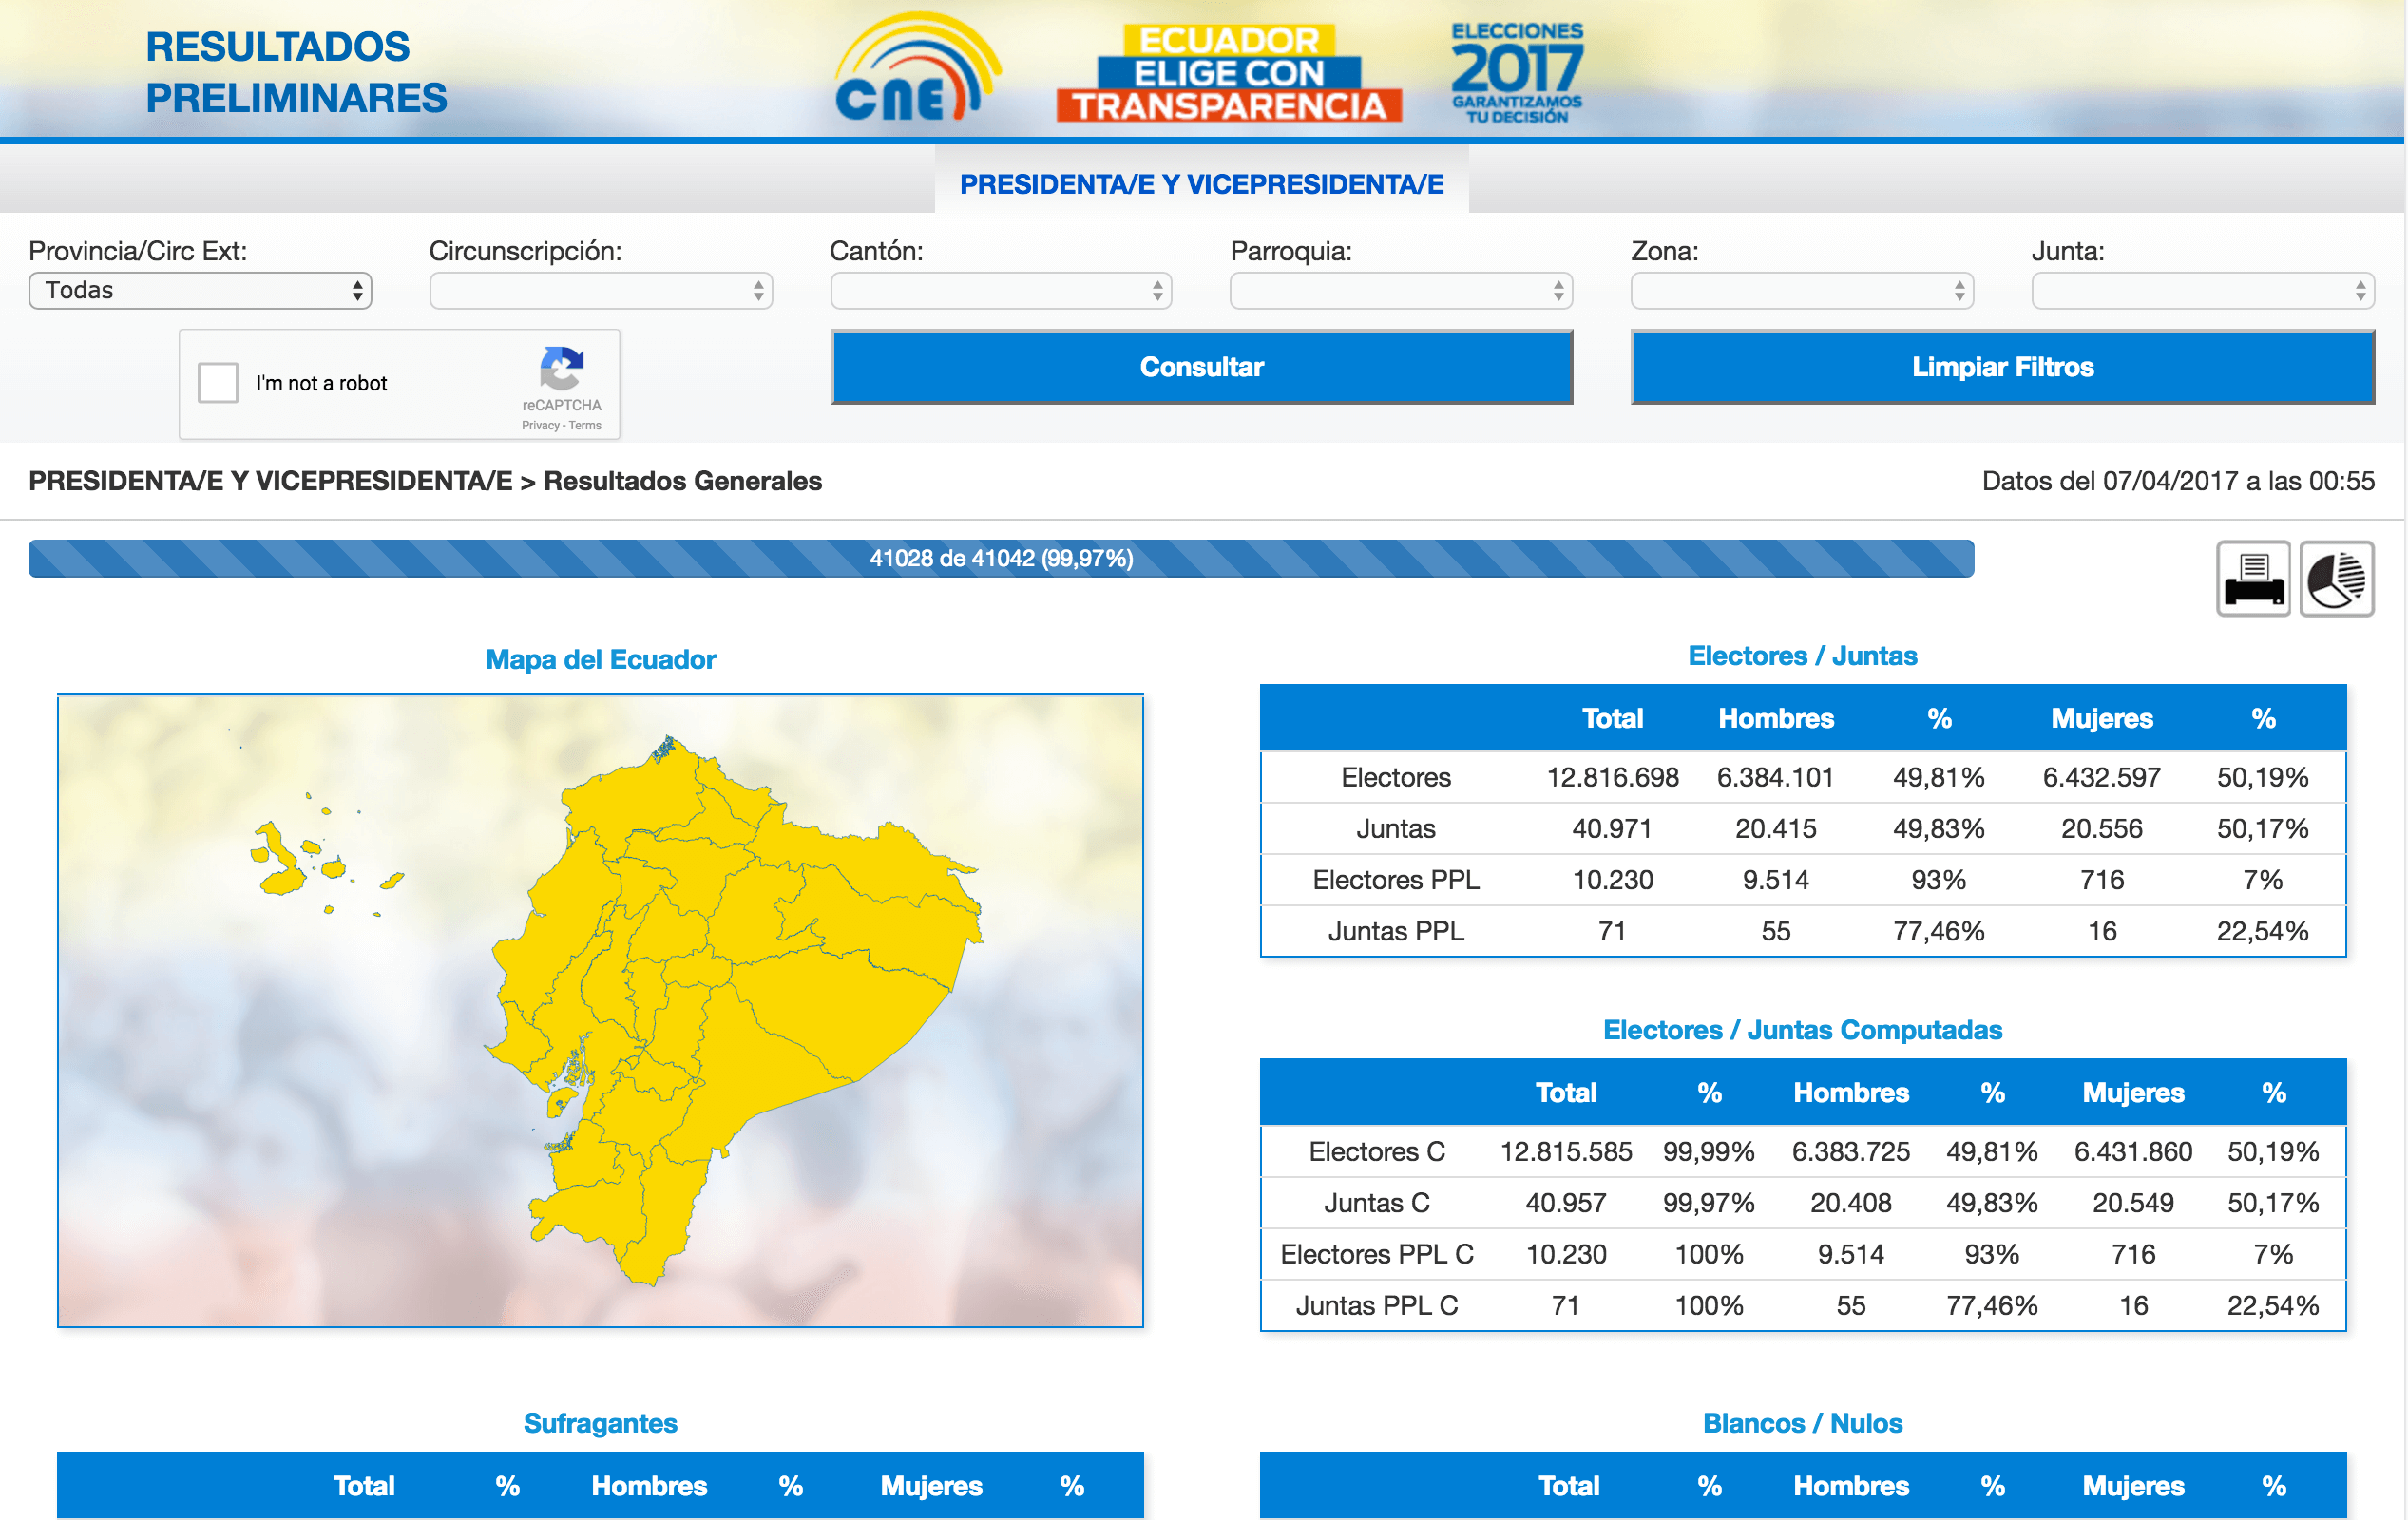 RESULTADOS
PRELIMINARES
CNE
ECUADOR
ELIGE CON
TRANSPARENCIA
ELECCIONES
2017
GARANTIZAMOS
TU DECISIÓN
PRESIDENTA/E Y VICEPRESIDENTA/E
Provincia/Circ Ext: Circunscripción: Cantón: Parroquia: Zona: Junta:
Todas
I'm not a robot
reCAPTCHA
Privacy - Terms
Consultar Limpiar Filtros
PRESIDENTA/E Y VICEPRESIDENTA/E > Resultados Generales Datos del 07/04/2017 a las 00:55
41028 de 41042 (99,97%)
Mapa del Ecuador
Electores / Juntas
Total Hombres % Mujeres %
Electores 12.816.698 6.384.101 49,81% 6.432.597 50,19%
Juntas 40.971 20.415 49,83% 20.556 50,17%
Electores PPL 10.230 9.514 93% 716 7%
Juntas PPL 71 55 77,46% 16 22,54%
Electores / Juntas Computadas
Total % Hombres % Mujeres %
Electores C 12.815.585 99,99% 6.383.725 49,81% 6.431.860 50,19%
Juntas C 40.957 99,97% 20.408 49,83% 20.549 50,17%
Electores PPL C 10.230 100% 9.514 93% 716 7%
Juntas PPL C 71 100% 55 77,46% 16 22,54%
Sufragantes
Total % Hombres % Mujeres %
Blancos / Nulos
Total % Hombres % Mujeres %